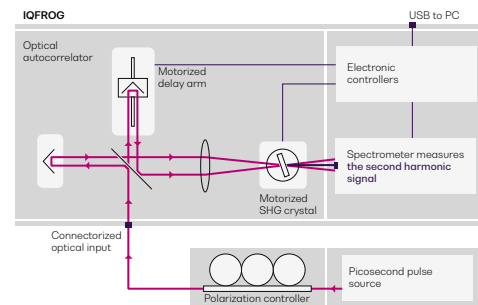 IQFROG
USB to PC
Optical
autocorrelator
Motorized
delay arm
Electronic
controllers
Spectrometer measures
the second harmonic
signal
Motorized
SHG crystal
Connectorized
optical input
Picosecond pulse
source
Polarization controller